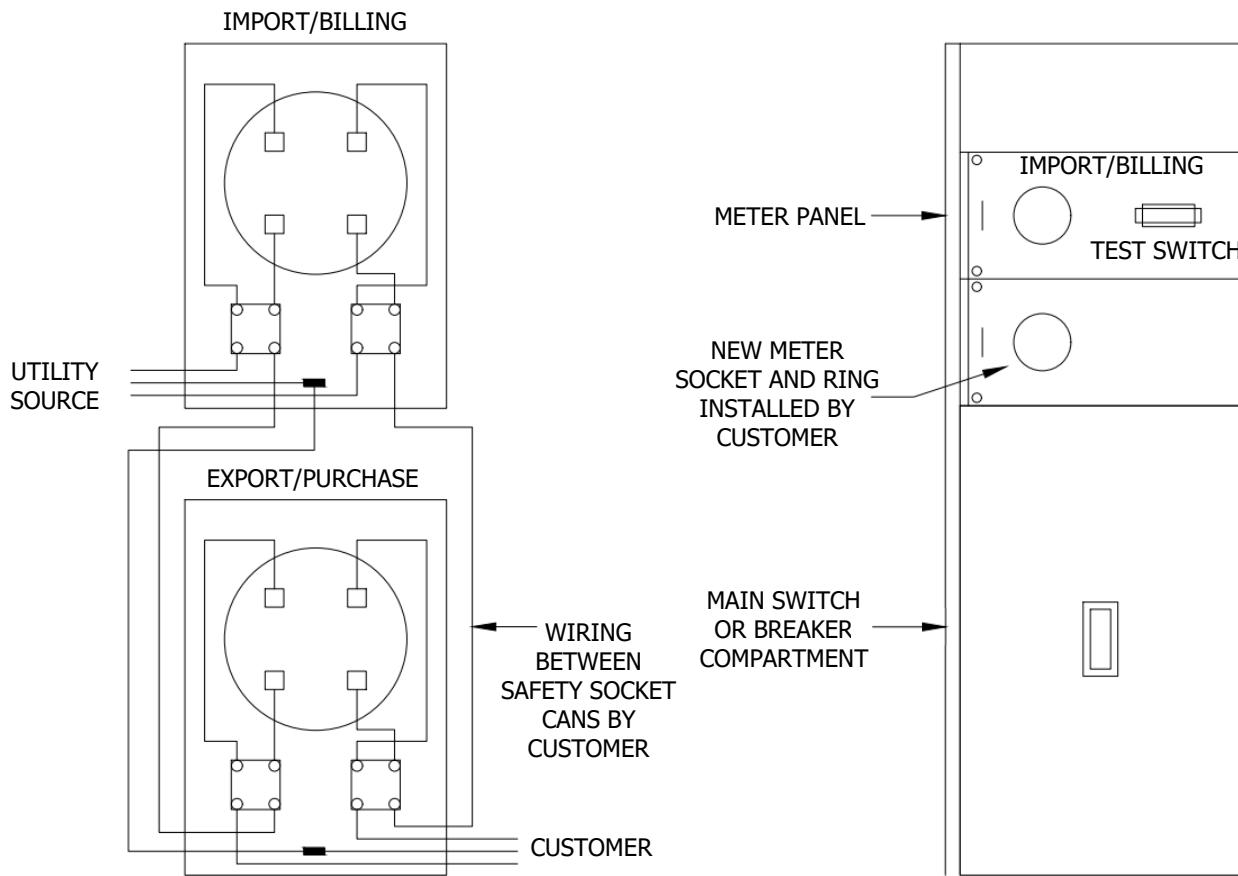 IMPORT/BILLING
UTILITY
SOURCE
EXPORT/PURCHASE
WIRING
BETWEEN
SAFETY SOCKET
CANS BY
CUSTOMER
CUSTOMER
IMPORT/BILLING
METER PANEL
TEST SWITCH
NEW METER
SOCKET AND RING
INSTALLED BY
CUSTOMER
MAIN SWITCH
OR BREAKER
COMPARTMENT